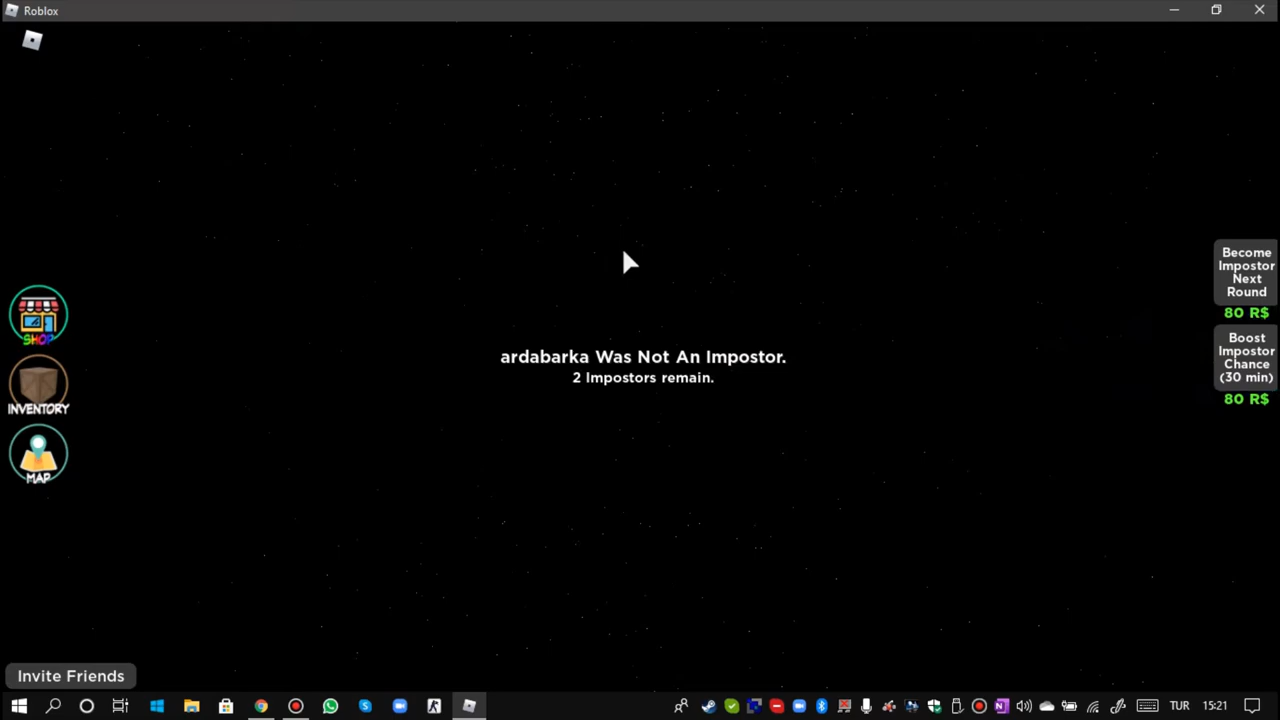 Roblox
Become
Impostor
Next
Round
80 R$
Boost
Impostor
Chance
(30 min)
80 R$
SHOP
INVENTORY
MAP
ardabarka Was Not An Impostor.
2 Impostors remain.
Invite Friends
TUR
15:21